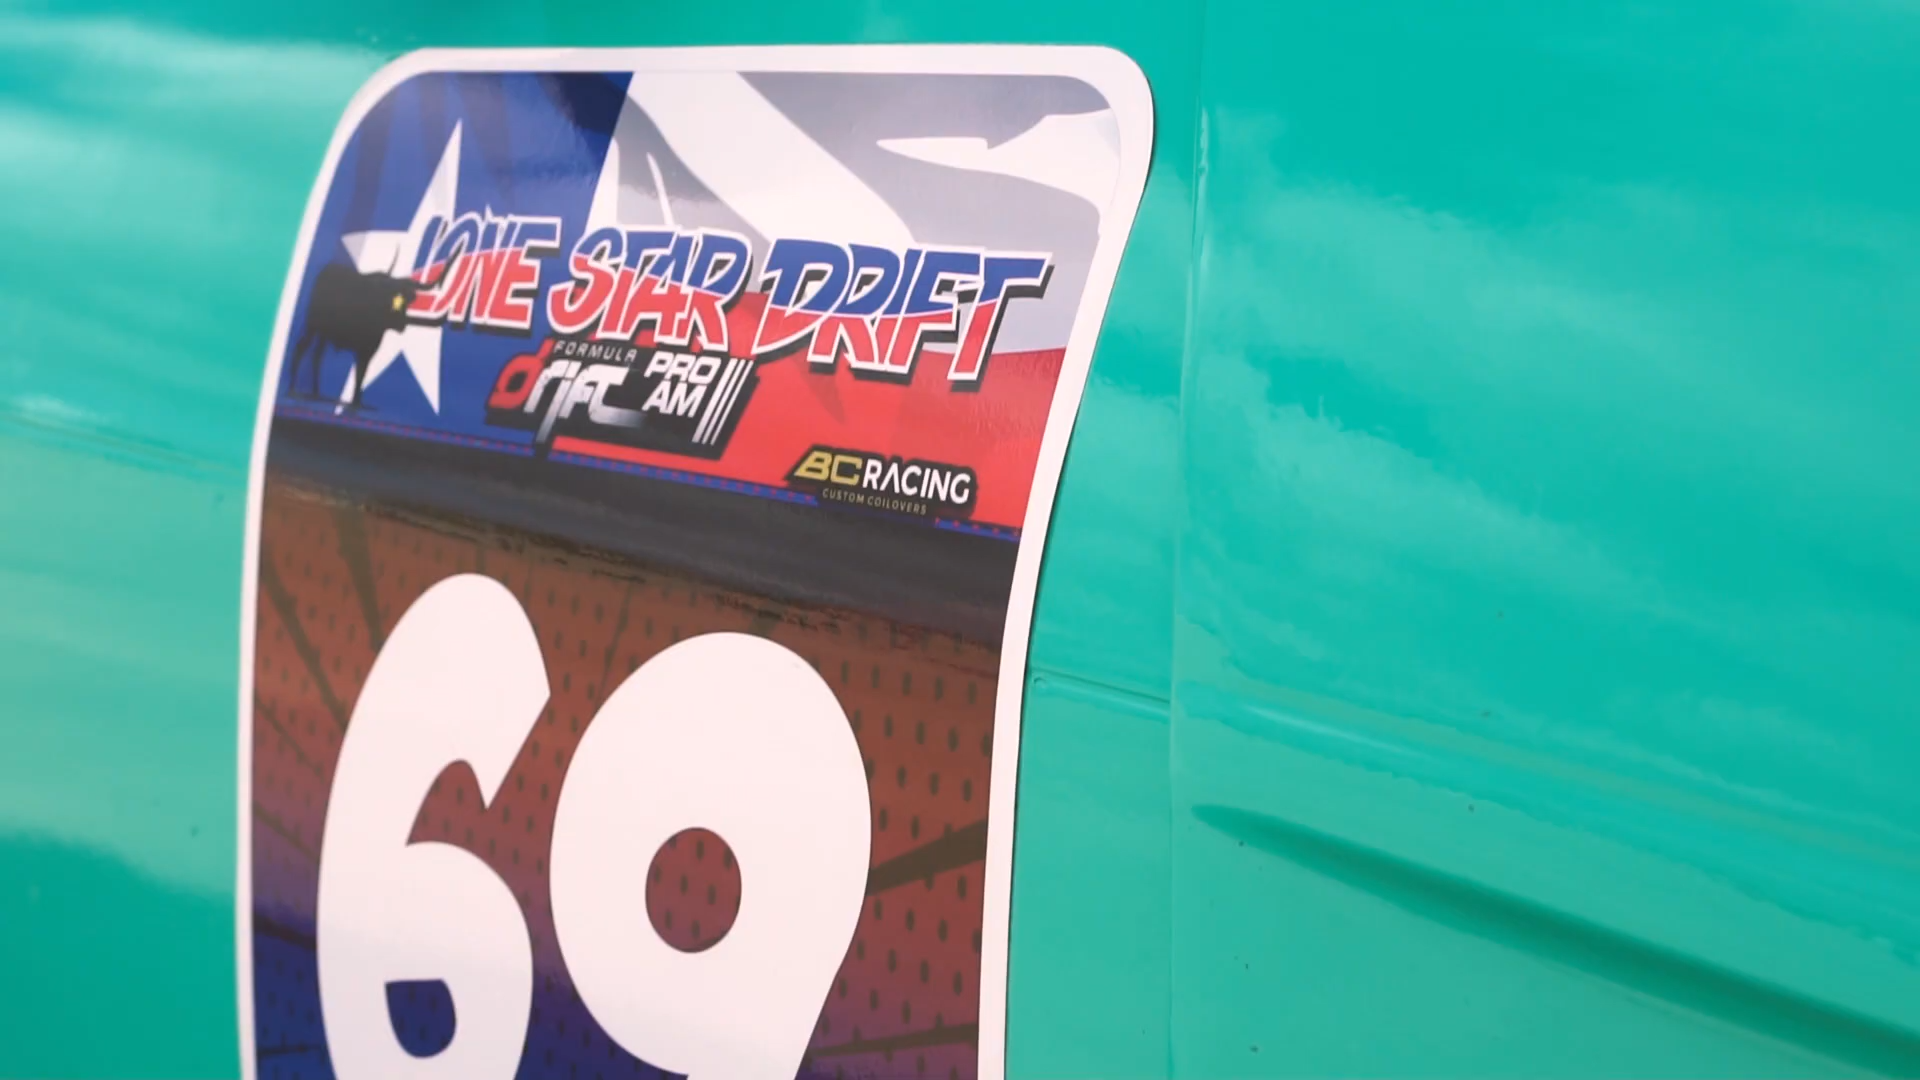 LONE STAR DRIFT
FORMULA
drift PRO
AM
BC RACING
CUSTOM COILOVERS
69